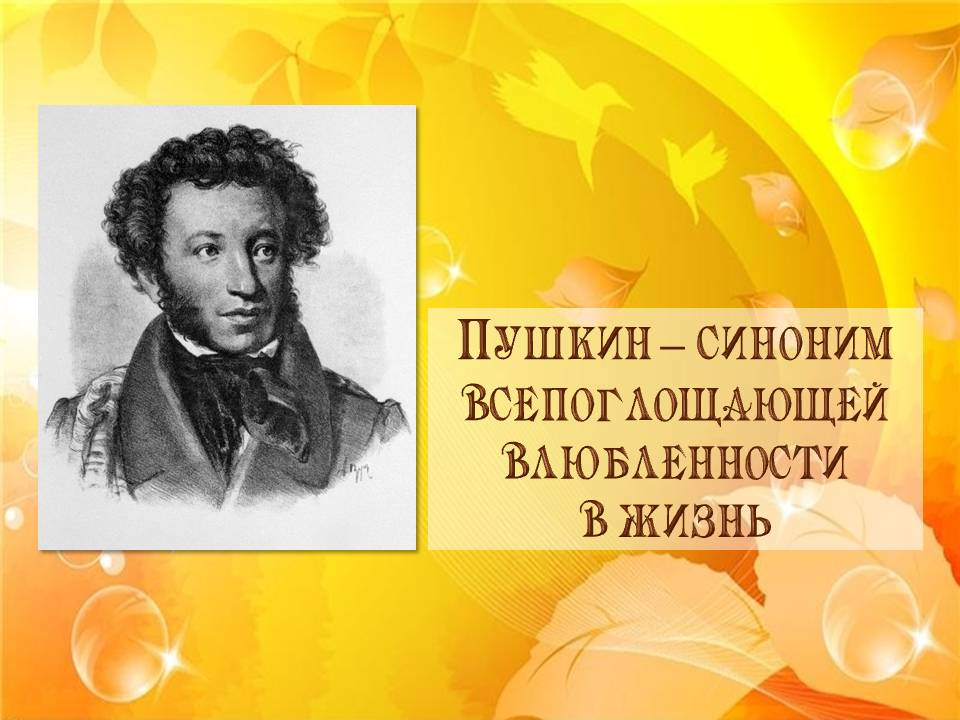 Пушкин – синоним
всепоглощающей
влюбленности
в жизнь